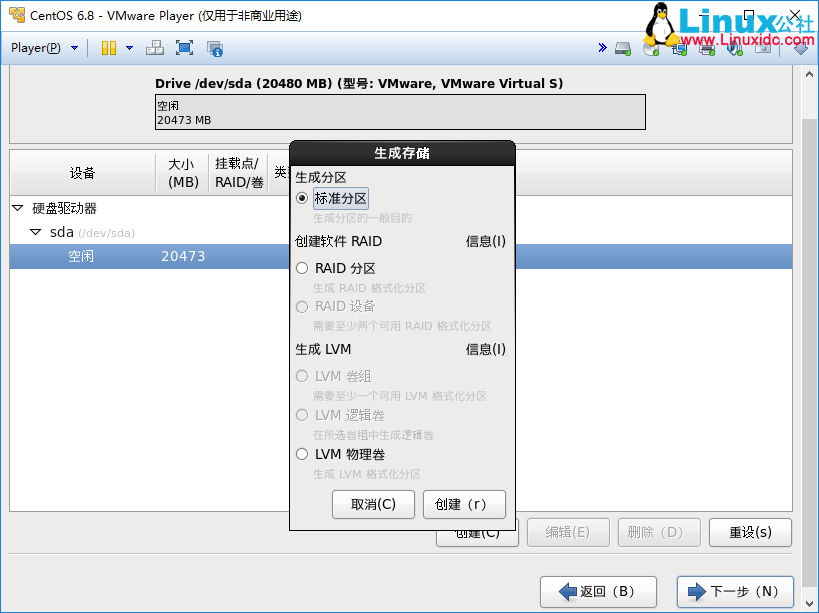 CentOS 6.8 - VMware Player (仅用于非商业用途)
Linux公社
www.Linuxidc.com
Player(P)
Drive /dev/sda (20480 MB) (型号: VMware, VMware Virtual S)
空闲
20473 MB
设备
大小
(MB)
挂载点/
RAID/卷
硬盘驱动器
sda (/dev/sda)
空闲 20473
生成存储
生成分区
标准分区
生成分区的一般目的
创建软件 RAID 信息(I)
RAID 分区
生成 RAID 格式化分区
RAID 设备
需要至少两个可用 RAID 格式化分区
生成 LVM 信息(I)
LVM 卷组
需要至少一个可用 LVM 格式化分区
LVM 逻辑卷
在所选卷组中生成逻辑卷
LVM 物理卷
生成 LVM 格式化分区
取消(C) 创建（r）
创建(C) 编辑(E) 删除（D） 重设(s)
返回（B） 下一步（N）